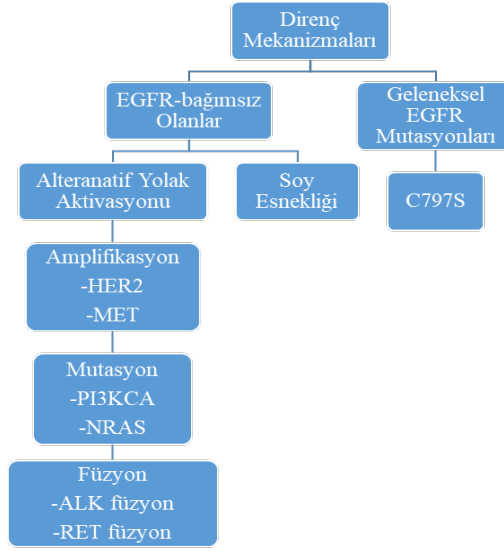 Direnç
Mekanizmaları
EGFR-bağımsız
Olanlar
Geleneksel
EGFR
Mutasyonları
Alteranatif Yolak
Aktivasyonu
Soy
Esnekliği
C797S
Amplifikasyon
-HER2
-MET
Mutasyon
-PI3KCA
-NRAS
Füzyon
-ALK füzyon
-RET füzyon